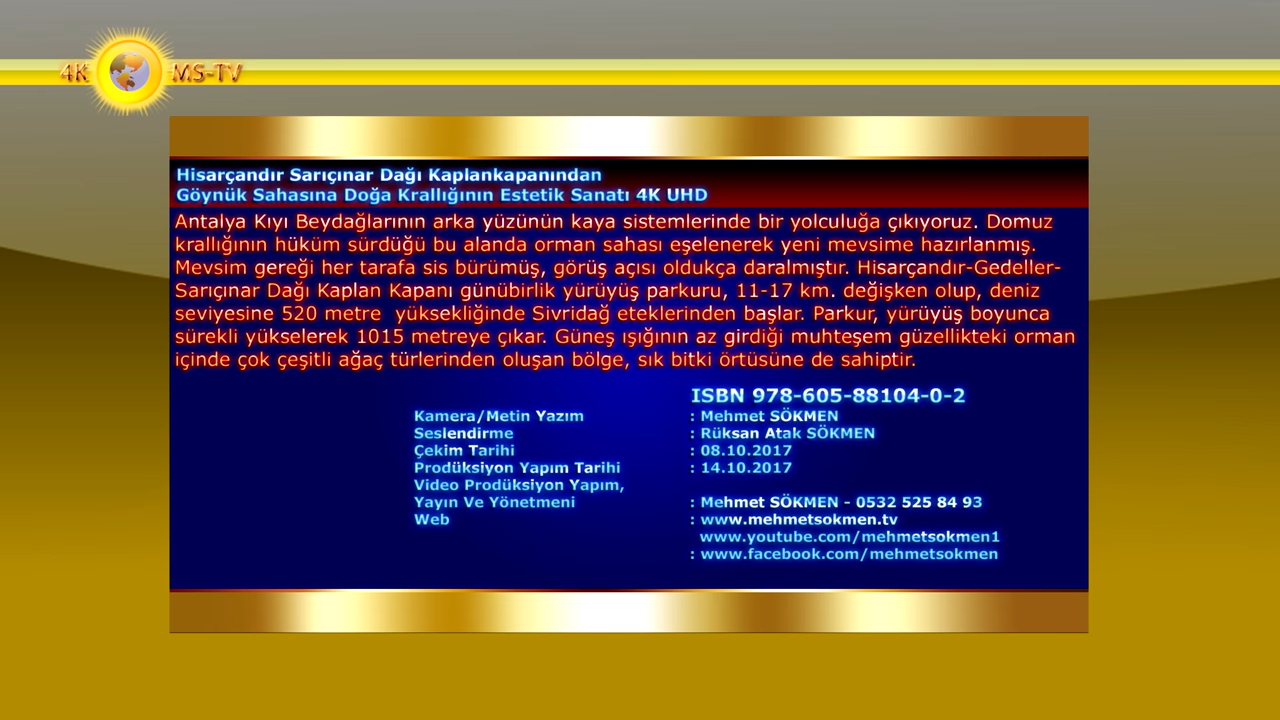 4K MS-TV
Hisarçandır Sarıçınar Dağı Kaplankapanından
Göynük Sahasına Doğa Krallığının Estetik Sanatı 4K UHD
Antalya Kıyı Beydağlarının arka yüzünün kaya sistemlerinde bir yolculuğa çıkıyoruz. Domuz
krallığının hüküm sürdüğü bu alanda orman sahası eşelenerek yeni mevsime hazırlanmış.
Mevsim gereği her tarafa sis bürümüş, görüş açısı oldukça daralmıştır. Hisarçandır-Gedeller-
Sarıçınar Dağı Kaplan Kapanı günübirlik yürüyüş parkuru, 11-17 km. değişken olup, deniz
seviyesine 520 metre  yüksekliğinde Sivridağ eteklerinden başlar. Parkur, yürüyüş boyunca
sürekli yükselerek 1015 metreye çıkar. Güneş ışığının az girdiği muhteşem güzellikteki orman
içinde çok çeşitli ağaç türlerinden oluşan bölge, sık bitki örtüsüne de sahiptir.
ISBN 978-605-88104-0-2
Kamera/Metin Yazım : Mehmet SÖKMEN
Seslendirme : Rüksan Atak SÖKMEN
Çekim Tarihi : 08.10.2017
Prodüksiyon Yapım Tarihi : 14.10.2017
Video Prodüksiyon Yapım,
Yayın Ve Yönetmeni : Mehmet SÖKMEN - 0532 525 84 93
Web : www.mehmetsokmen.tv
www.youtube.com/mehmetsokmen1
: www.facebook.com/mehmetsokmen